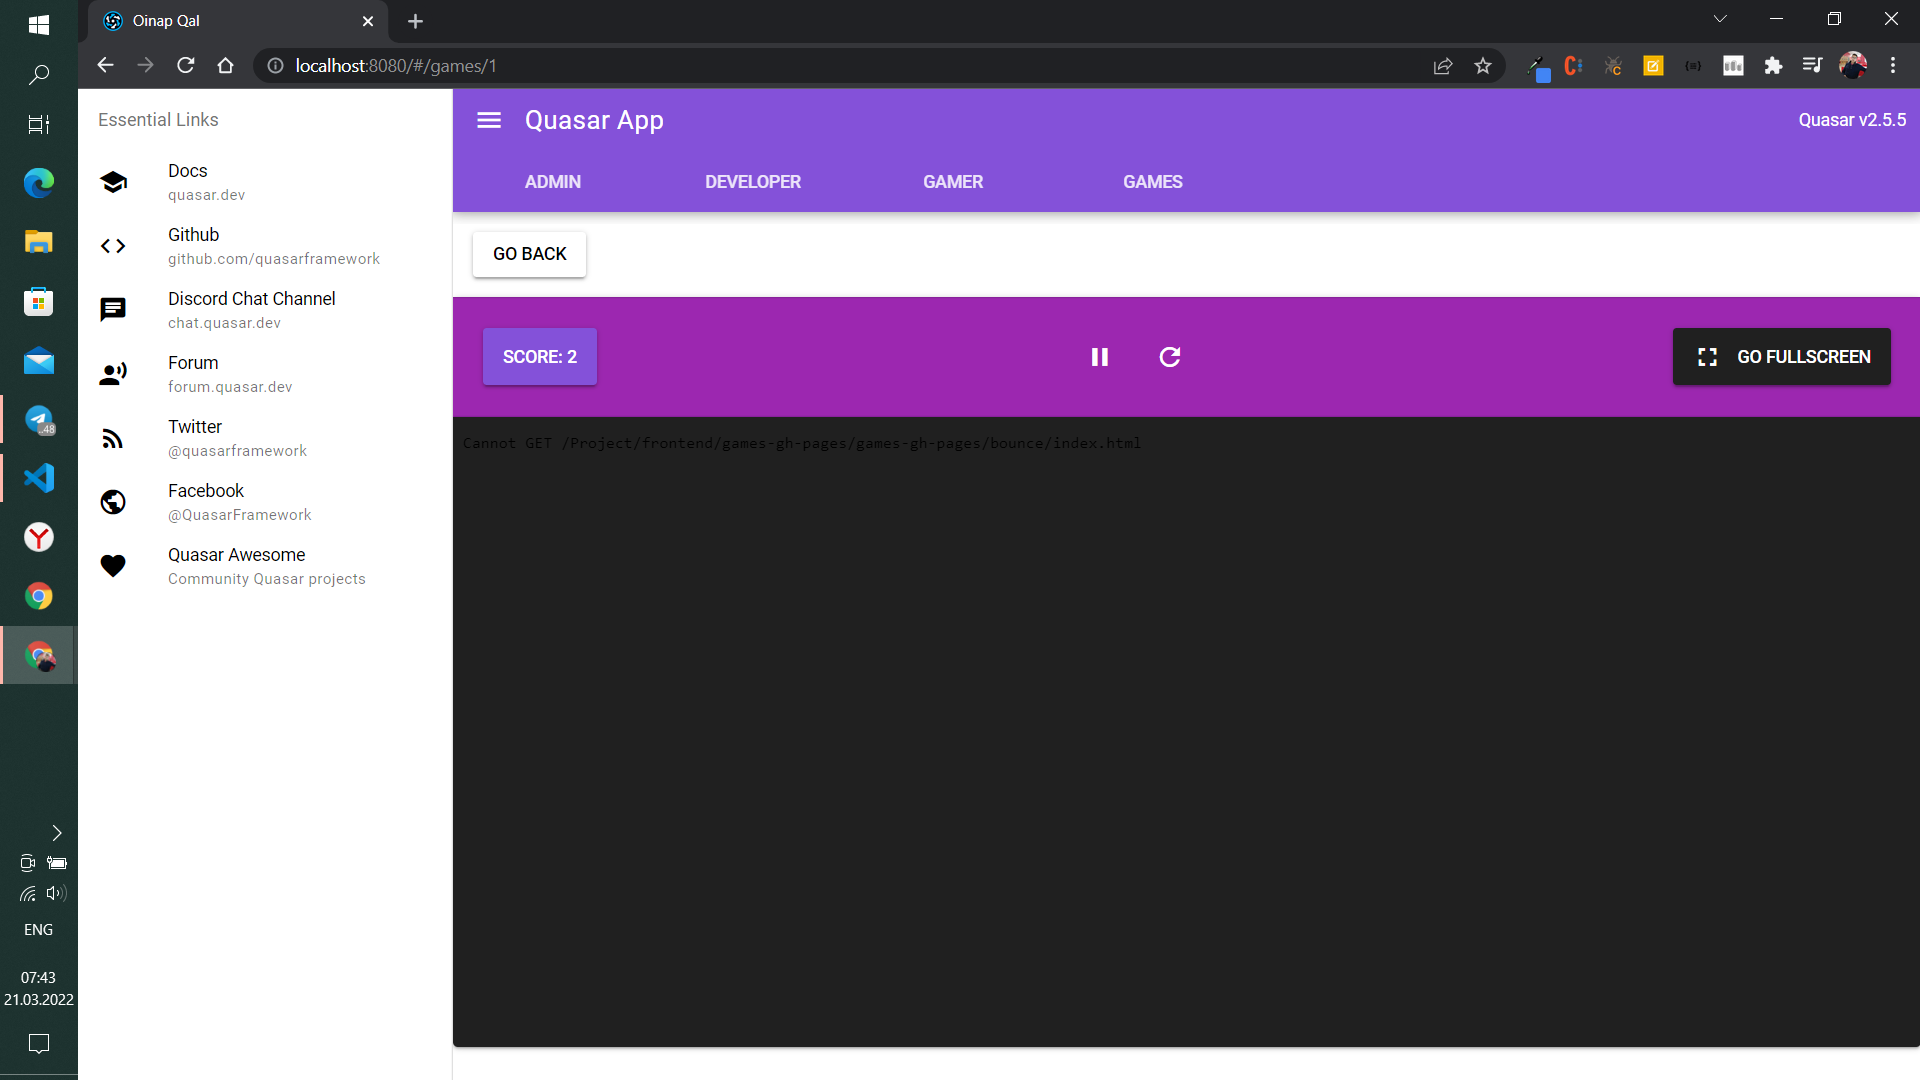 Oinap Qal
localhost:8080/#/games/1
Essential Links
Docs
quasar.dev
Github
github.com/quasarframework
Discord Chat Channel
chat.quasar.dev
Forum
forum.quasar.dev
Twitter
@quasarframework
Facebook
@QuasarFramework
Quasar Awesome
Community Quasar projects
Quasar App
Quasar v2.5.5
ADMIN
DEVELOPER
GAMER
GAMES
GO BACK
SCORE: 2
GO FULLSCREEN
Cannot GET /Project/frontend/games-gh-pages/games-gh-pages/bounce/index.html
..48
ENG
07:43
21.03.2022